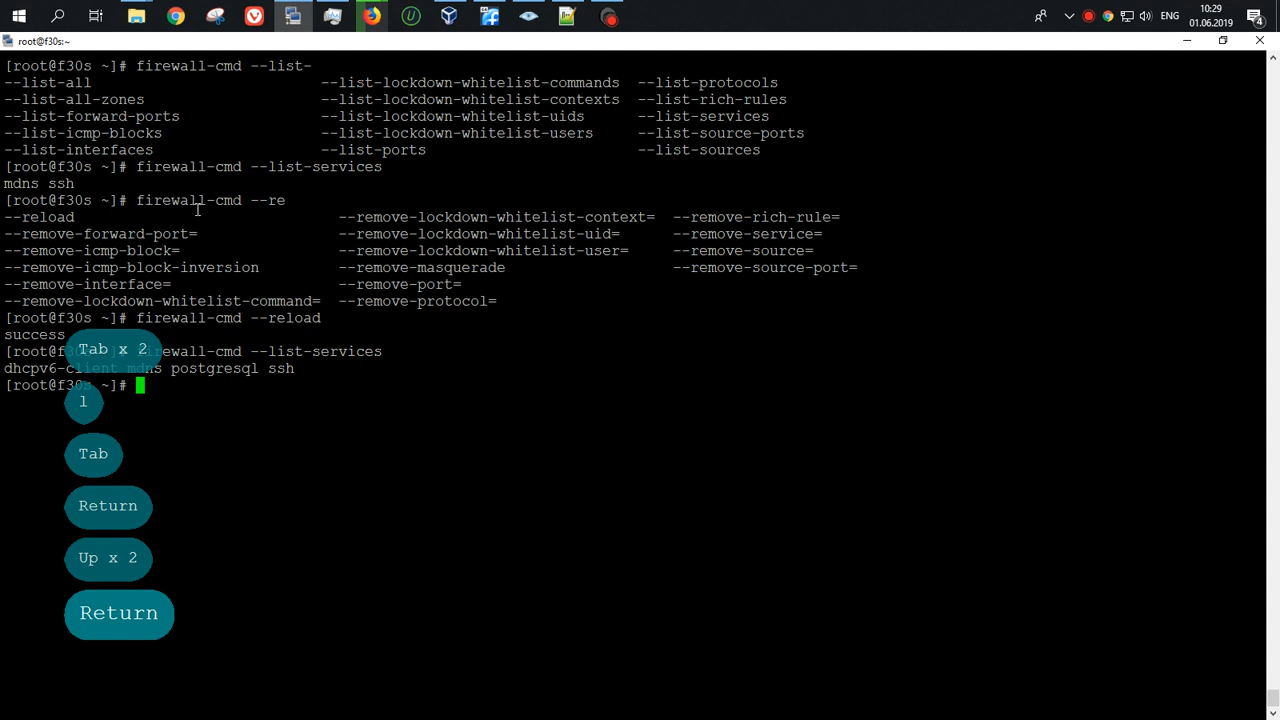 ENG
10:29
01.06.2019
4
root@f30s:~
[root@f30s ~]# firewall-cmd --list-
--list-all --list-lockdown-whitelist-commands --list-protocols
--list-all-zones --list-lockdown-whitelist-contexts --list-rich-rules
--list-forward-ports --list-lockdown-whitelist-uids --list-services
--list-icmp-blocks --list-lockdown-whitelist-users --list-source-ports
--list-interfaces --list-ports --list-sources
[root@f30s ~]# firewall-cmd --list-services
mdns ssh
[root@f30s ~]# firewall-cmd --re
--reload --remove-lockdown-whitelist-context= --remove-rich-rule=
--remove-forward-port= --remove-lockdown-whitelist-uid= --remove-service=
--remove-icmp-block= --remove-lockdown-whitelist-user= --remove-source=
--remove-icmp-block-inversion --remove-masquerade --remove-source-port=
--remove-interface= --remove-port=
--remove-lockdown-whitelist-command= --remove-protocol=
[root@f30s ~]# firewall-cmd --reload
success
[root@f30s ~]# firewall-cmd --list-services
dhcpv6-client mdns postgresql ssh
[root@f30s ~]#
Tab x 2
l
Tab
Return
Up x 2
Return